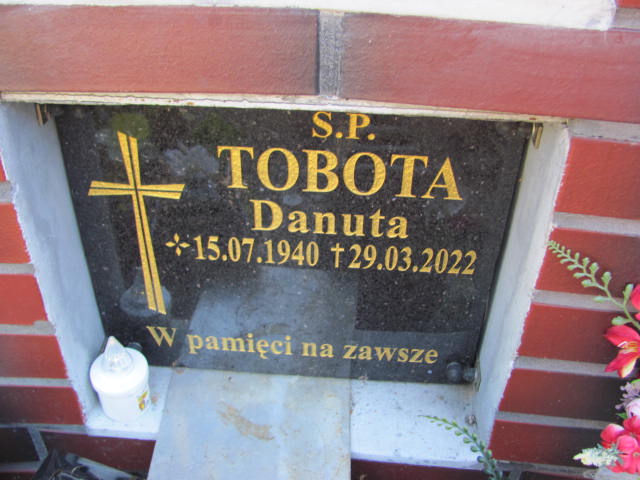 Ś.P.
TOBOTA
Danuta
15.07.1940 †29.03.2022
W pamięci na zawsze